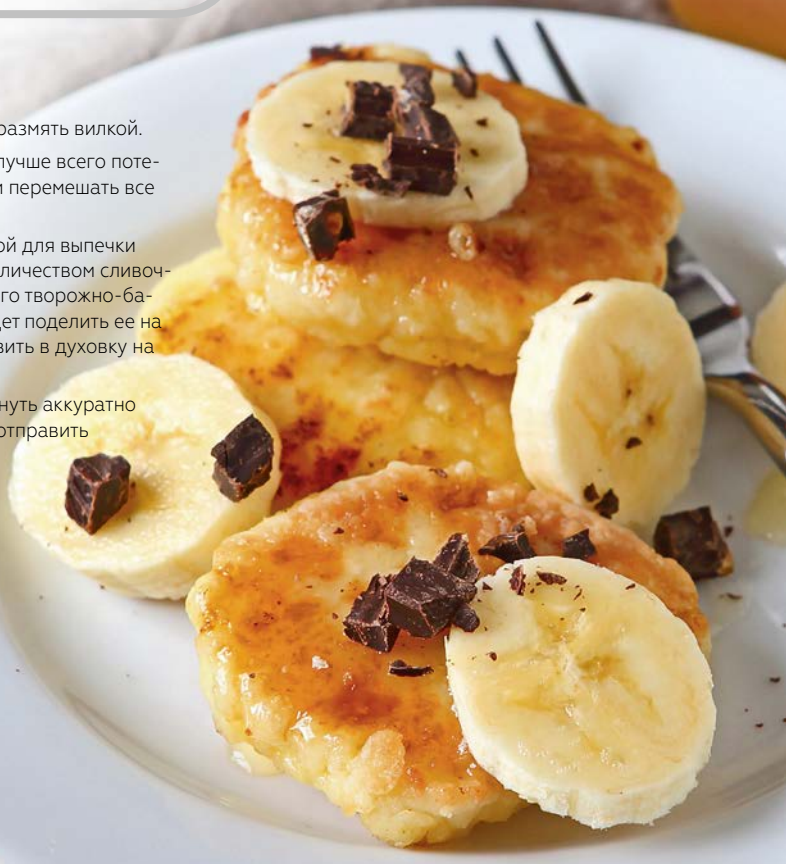 размять вилкой.
лучше всего поте-
и перемешать все
ой для выпечки
оличеством сливоч-
го творожно-ба-
дет поделить ее на
вить в духовку на
нуть аккуратно
отправить